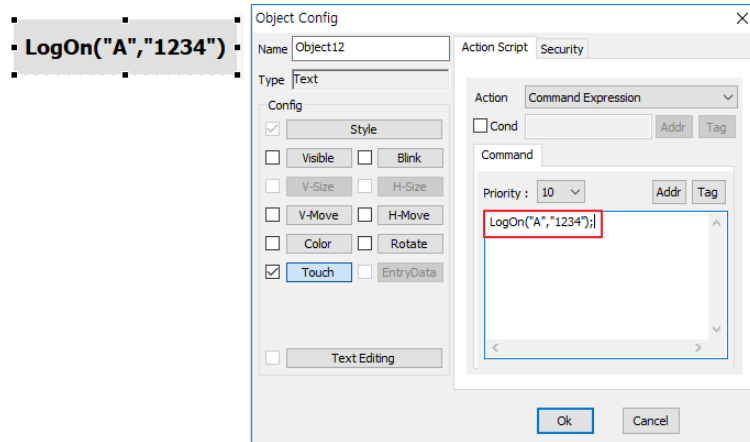 LogOn("A","1234")
Object Config
Name Object12
Type Text
Config
Style
Visible Blink
V-Size H-Size
V-Move H-Move
Color Rotate
Touch EntryData
Text Editing
Action Script Security
Action Command Expression
Cond Addr Tag
Command
Priority : 10 Addr Tag
LogOn("A","1234");
Ok Cancel